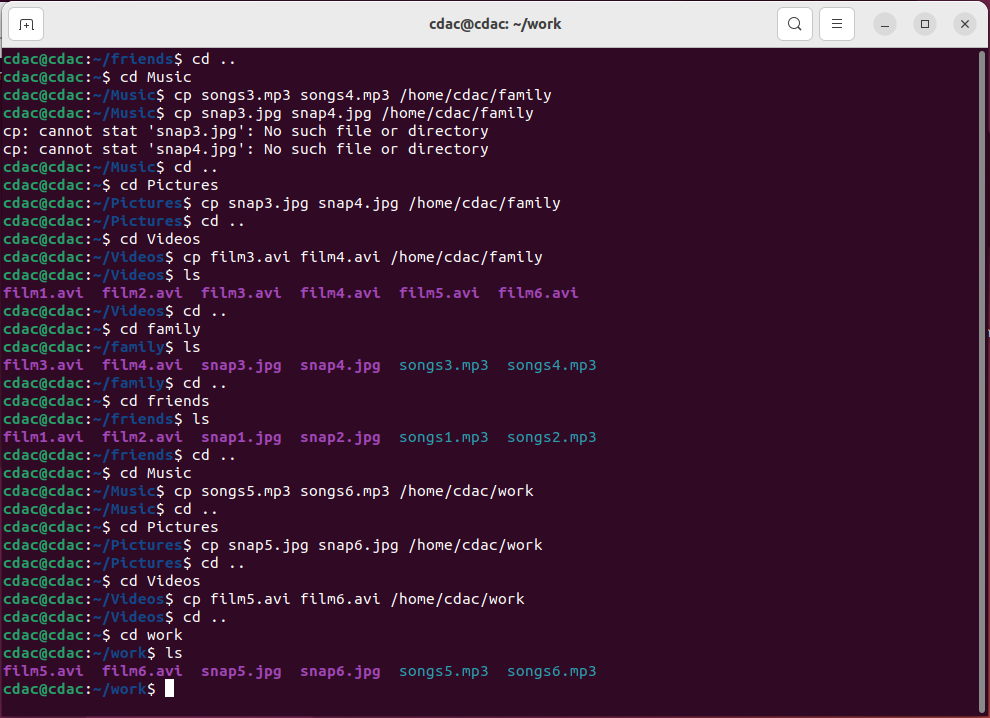 cdac@cdac: ~/work
cdac@cdac:~/friends$ cd ..
cdac@cdac:~$ cd Music
cdac@cdac:~/Music$ cp songs3.mp3 songs4.mp3 /home/cdac/family
cdac@cdac:~/Music$ cp snap3.jpg snap4.jpg /home/cdac/family
cp: cannot stat 'snap3.jpg': No such file or directory
cp: cannot stat 'snap4.jpg': No such file or directory
cdac@cdac:~/Music$ cd ..
cdac@cdac:~$ cd Pictures
cdac@cdac:~/Pictures$ cp snap3.jpg snap4.jpg /home/cdac/family
cdac@cdac:~/Pictures$ cd ..
cdac@cdac:~$ cd Videos
cdac@cdac:~/Videos$ cp film3.avi film4.avi /home/cdac/family
cdac@cdac:~/Videos$ ls
film1.avi  film2.avi  film3.avi  film4.avi  film5.avi  film6.avi
cdac@cdac:~/Videos$ cd ..
cdac@cdac:~$ cd family
cdac@cdac:~/family$ ls
film3.avi  film4.avi  snap3.jpg  snap4.jpg  songs3.mp3  songs4.mp3
cdac@cdac:~/family$ cd ..
cdac@cdac:~$ cd friends
cdac@cdac:~/friends$ ls
film1.avi  film2.avi  snap1.jpg  snap2.jpg  songs1.mp3  songs2.mp3
cdac@cdac:~/friends$ cd ..
cdac@cdac:~$ cd Music
cdac@cdac:~/Music$ cp songs5.mp3 songs6.mp3 /home/cdac/work
cdac@cdac:~/Music$ cd ..
cdac@cdac:~$ cd Pictures
cdac@cdac:~/Pictures$ cp snap5.jpg snap6.jpg /home/cdac/work
cdac@cdac:~/Pictures$ cd ..
cdac@cdac:~$ cd Videos
cdac@cdac:~/Videos$ cp film5.avi film6.avi /home/cdac/work
cdac@cdac:~/Videos$ cd ..
cdac@cdac:~$ cd work
cdac@cdac:~/work$ ls
film5.avi  film6.avi  snap5.jpg  snap6.jpg  songs5.mp3  songs6.mp3
cdac@cdac:~/work$